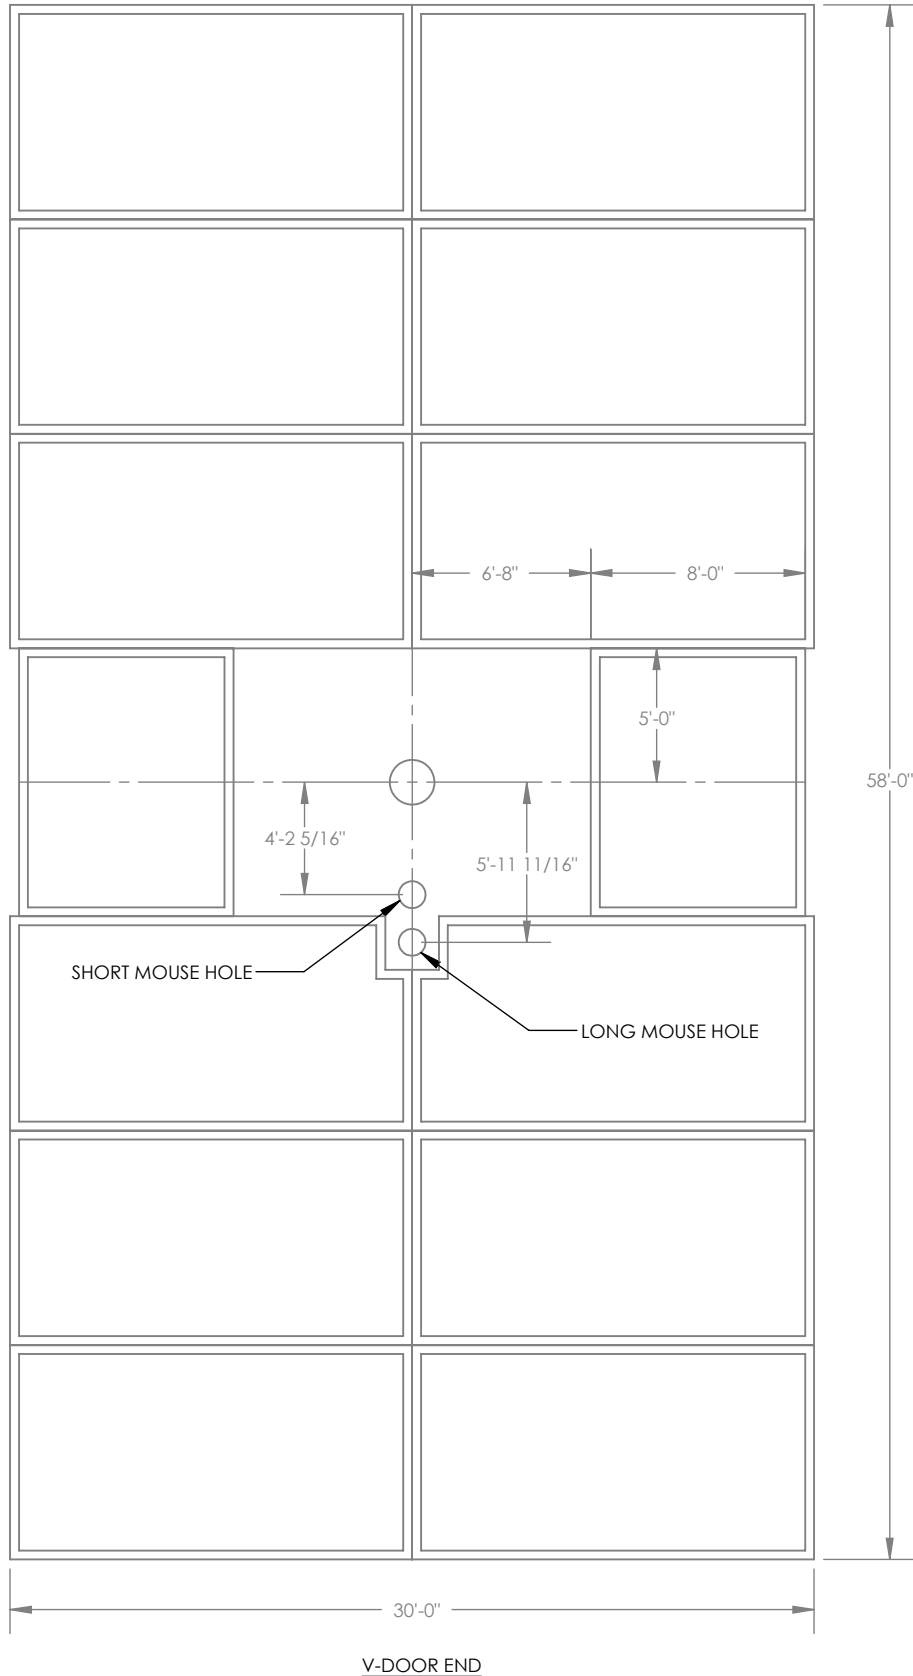 6'-8"
8'-0"
5'-0"
58'-0"
4'-2 5/16"
5'-11 11/16"
SHORT MOUSE HOLE
LONG MOUSE HOLE
30'-0"
V-DOOR END